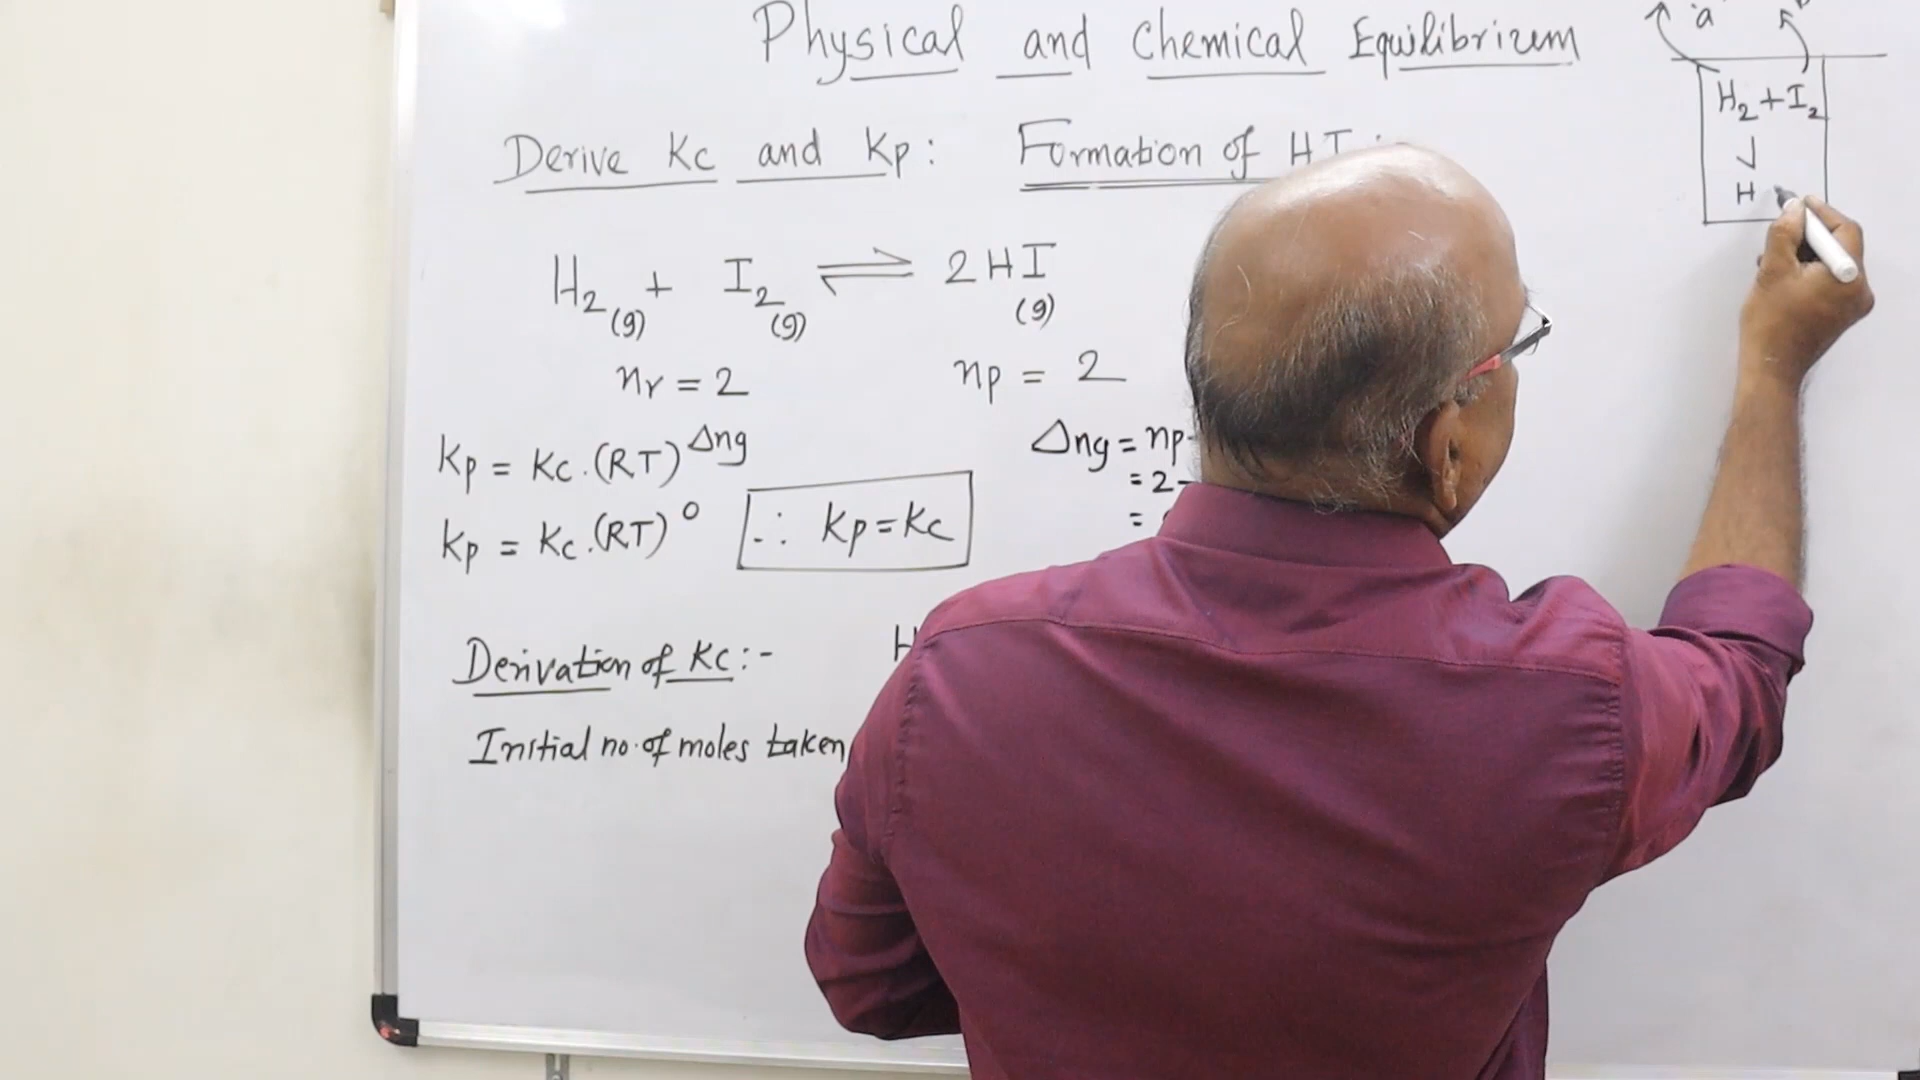 Physical and Chemical Equilibrium
Derive Kc and Kp: Formation of HI:
H2(g) + I2(g) ⇌ 2HI(g)
nr = 2 np = 2
Kp = Kc.(RT)^Δng
Δng = np-
= 2-
Kp = Kc.(RT)^0 ∴ Kp = Kc
=
Derivation of Kc:- H
Initial no. of moles taken
'a'
H2 + I2
↓
H